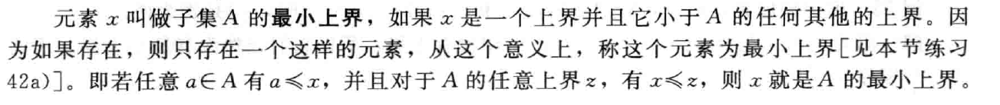 元素 x 叫做子集 A 的最小上界，如果 x 是一个上界并且它小于 A 的任何其他的上界。因
为如果存在，则只存在一个这样的元素，从这个意义上，称这个元素为最小上界[见本节练习
42a)]。即若任意 a∈A 有 a⩽x，并且对于 A 的任意上界 z，有 x⩽z，则 x 就是 A 的最小上界。